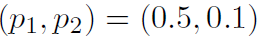 (p₁, p₂) = (0.5, 0.1)